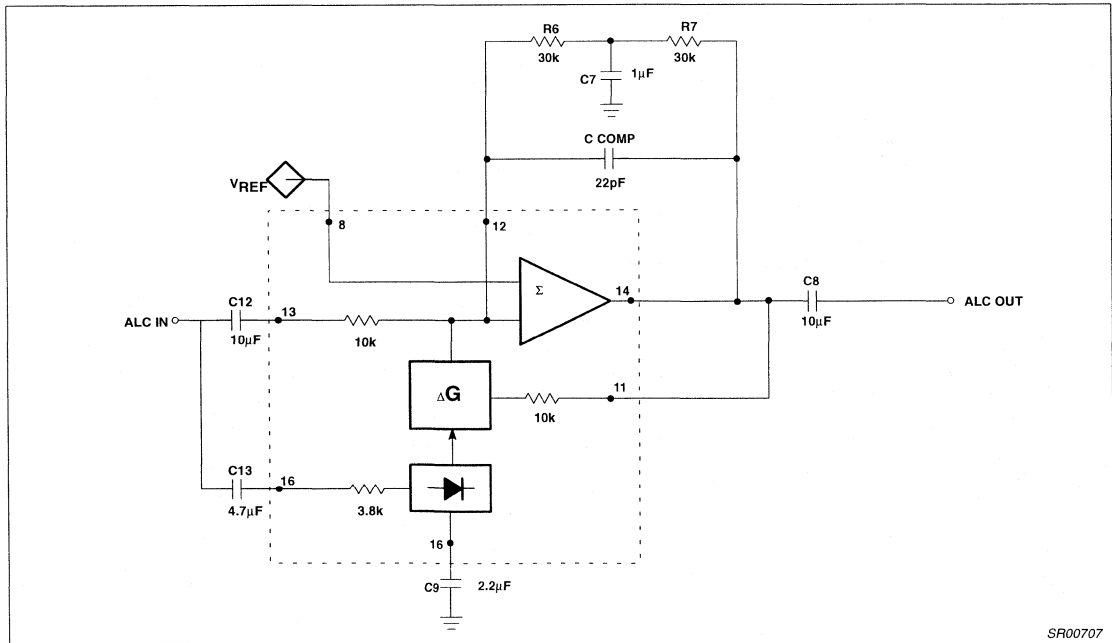 R6
R7
30k
30k
C7
1µF
C COMP
22pF
VREF
8
12
Σ
14
C8
10µF
ALC OUT
C12
ALC IN
10µF
13
10k
ΔG
11
10k
C13
4.7µF
16
3.8k
16
C9
2.2µF
SR00707